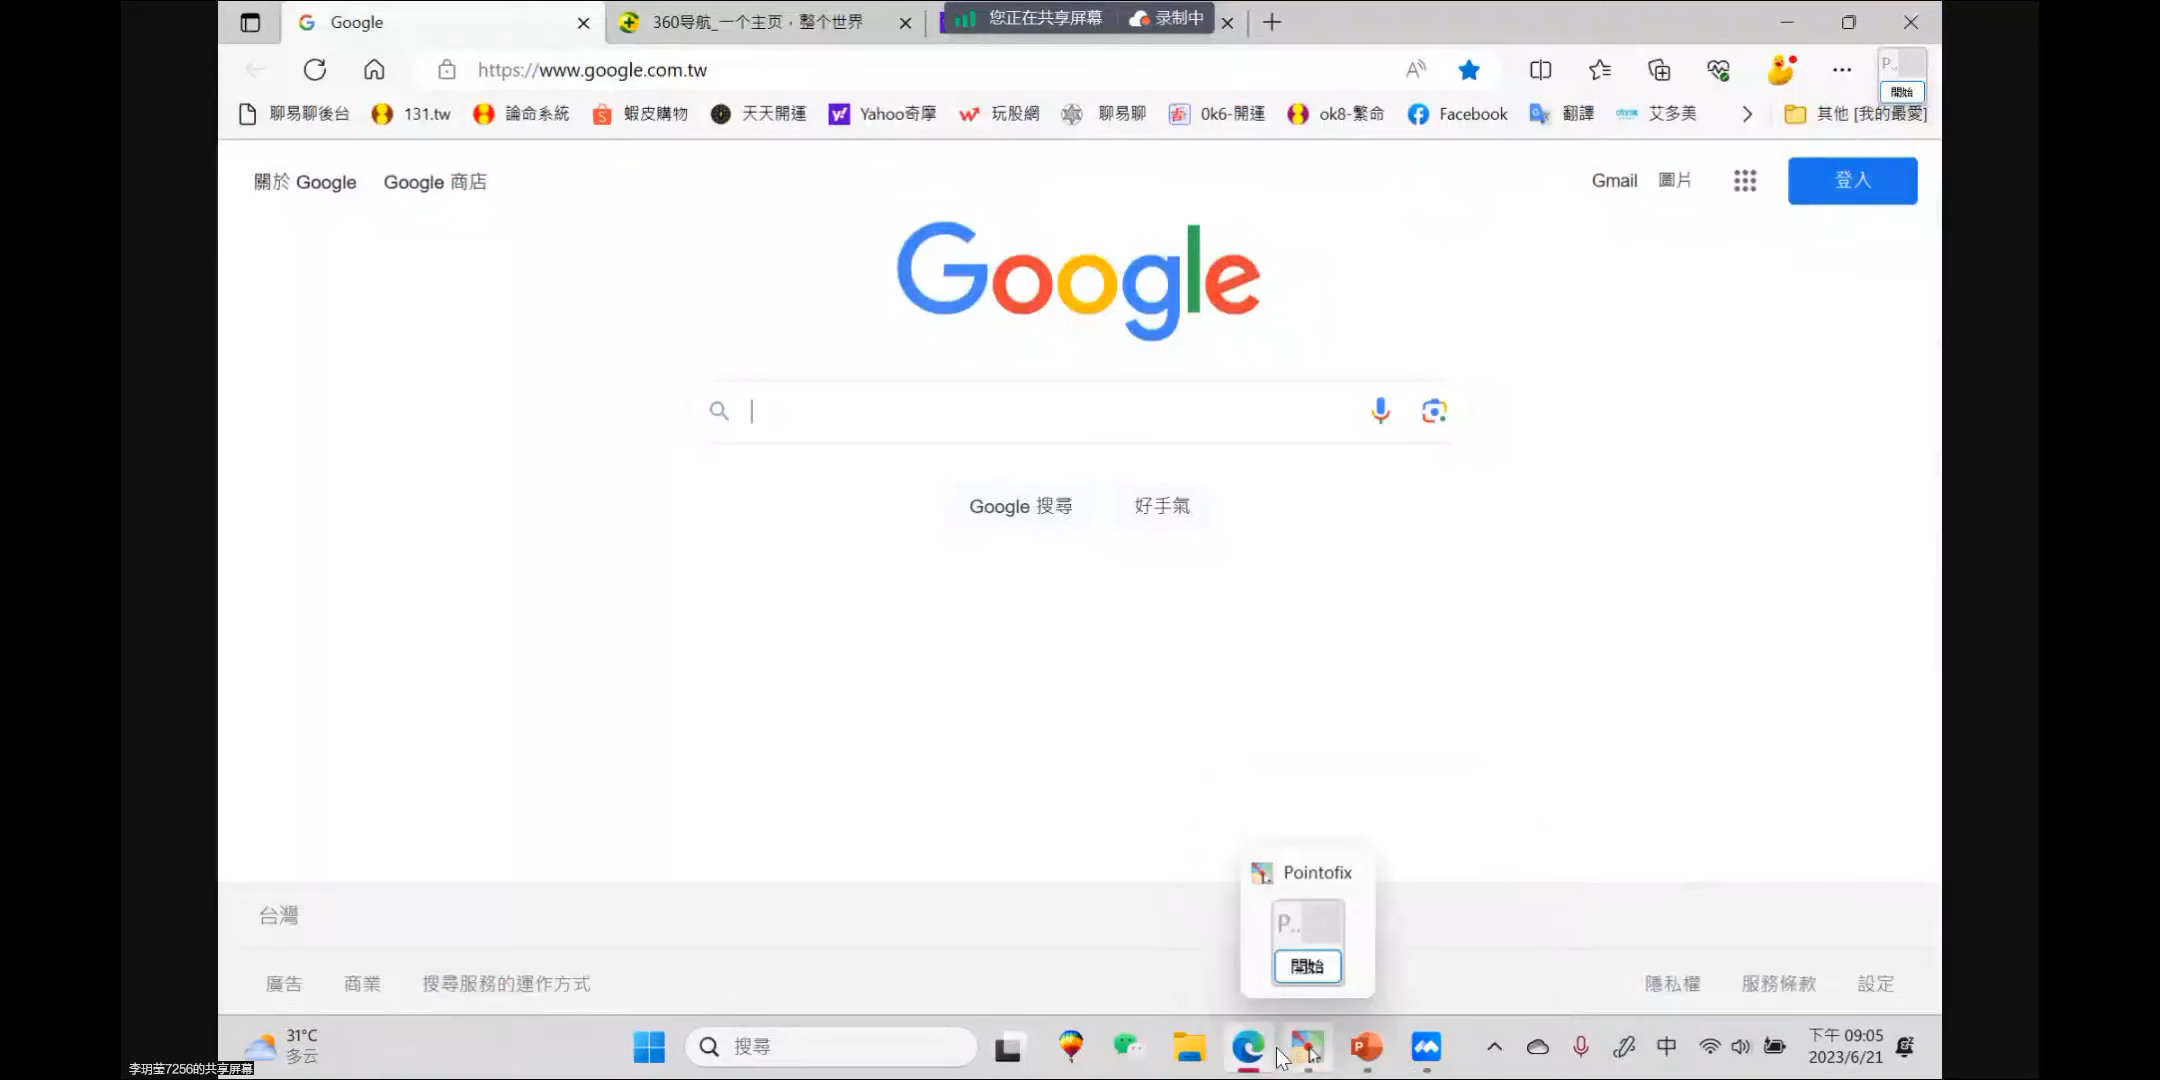 Google
360导航_一个主页，整个世界
您正在共享屏幕
录制中
https://www.google.com.tw
P..
開始
聊易聊後台
131.tw
論命系統
蝦皮購物
天天開運
Yahoo奇摩
玩股網
聊易聊
0k6-開運
ok8-繁命
Facebook
翻譯
艾多美
其他 [我的最愛]
關於 Google
Google 商店
Gmail
圖片
登入
Google
Google 搜尋
好手氣
Pointofix
P..
開始
台灣
廣告
商業
搜尋服務的運作方式
隱私權
服務條款
設定
31°C
多云
搜尋
中
下午 09:05
2023/6/21
李玥莹7256的共享屏幕